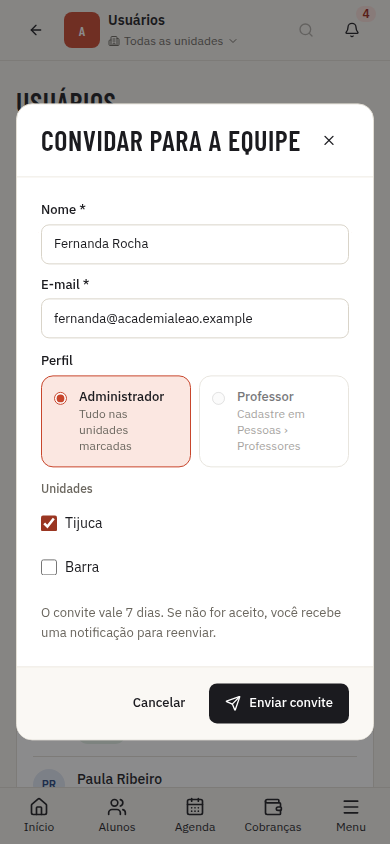 A
Usuários
Todas as unidades
4
USUÁRIOS
CONVIDAR PARA A EQUIPE
Nome *
Fernanda Rocha
E-mail *
fernanda@academialeao.example
Perfil
Administrador
Tudo nas
unidades
marcadas
Professor
Cadastre em
Pessoas ›
Professores
Unidades
Tijuca
Barra
O convite vale 7 dias. Se não for aceito, você recebe
uma notificação para reenviar.
Cancelar
Enviar convite
PR
Paula Ribeiro
Início
Alunos
Agenda
Cobranças
Menu